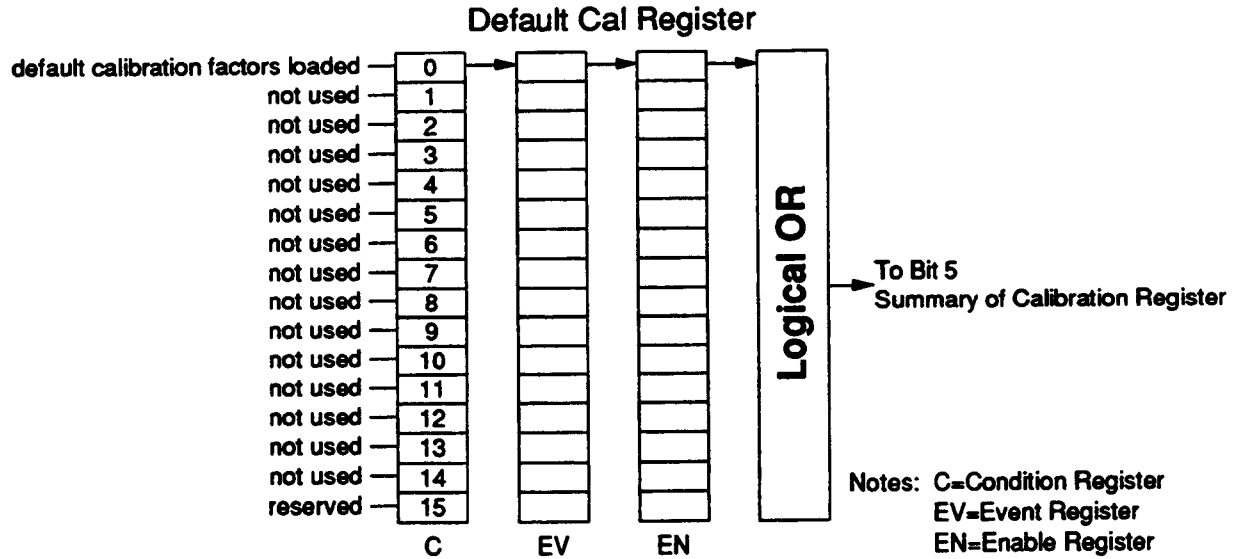 Default Cal Register
default calibration factors loaded 0
not used 1
not used 2
not used 3
not used 4
not used 5
not used 6
not used 7
not used 8
not used 9
not used 10
not used 11
not used 12
not used 13
not used 14
reserved 15
C EV EN
Logical OR
To Bit 5
Summary of Calibration Register
Notes: C=Condition Register
EV=Event Register
EN=Enable Register